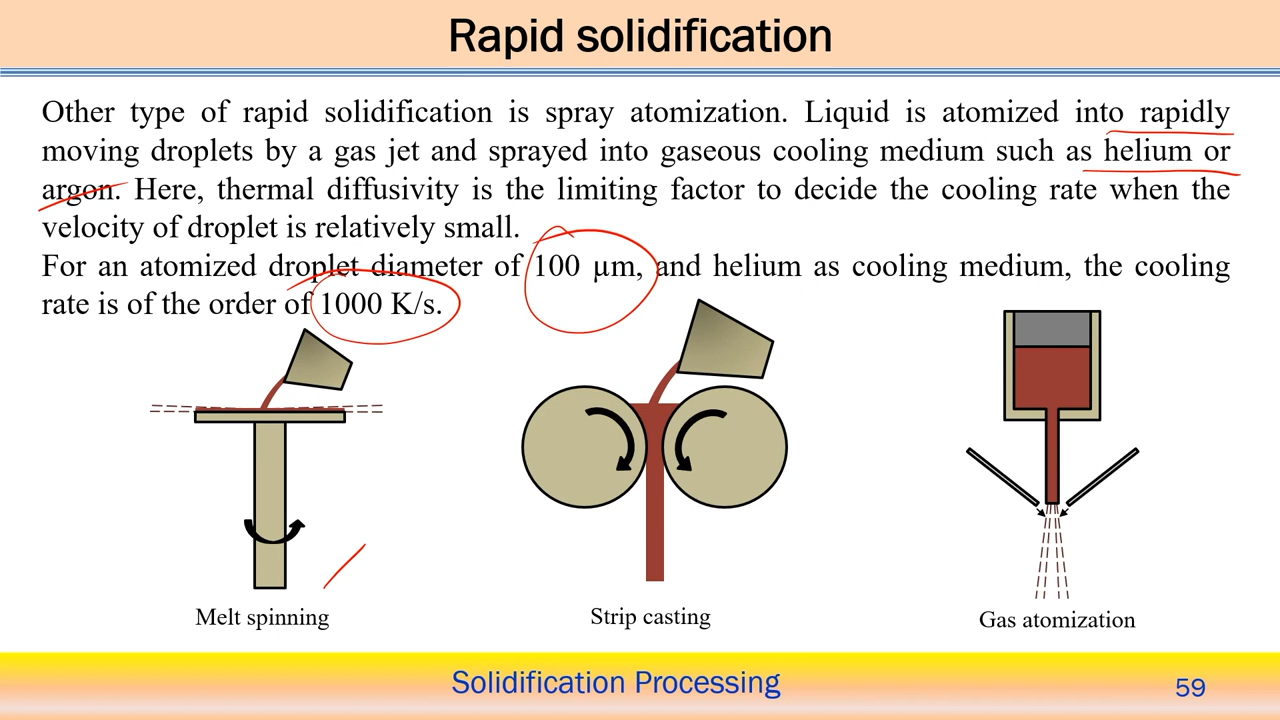 Rapid solidification
Other type of rapid solidification is spray atomization. Liquid is atomized into rapidly
moving droplets by a gas jet and sprayed into gaseous cooling medium such as helium or
argon. Here, thermal diffusivity is the limiting factor to decide the cooling rate when the
velocity of droplet is relatively small.
For an atomized droplet diameter of 100 µm, and helium as cooling medium, the cooling
rate is of the order of 1000 K/s.
Melt spinning
Strip casting
Gas atomization
Solidification Processing
59